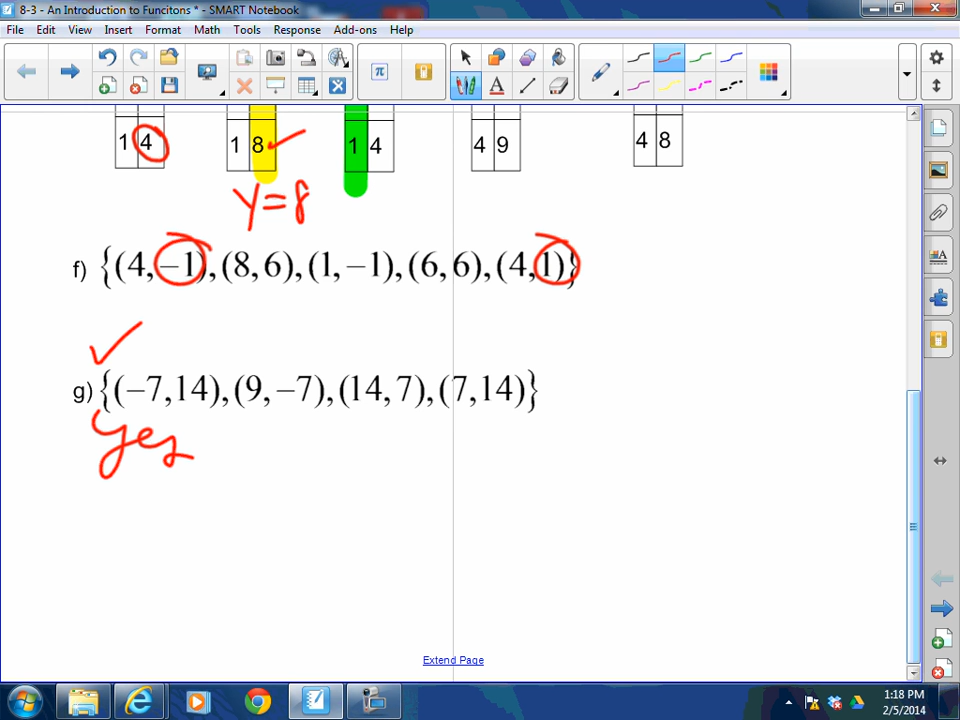 8-3 - An Introduction to Funcitons * - SMART Notebook
File Edit View Insert Format Math Tools Response Add-ons Help
1 4 1 8 1 4 4 9 4 8
y=8
f) {(4,−1),(8,6),(1,−1),(6,6),(4,1)}
g) {(−7,14),(9,−7),(14,7),(7,14)}
yes
Extend Page
1:18 PM
2/5/2014